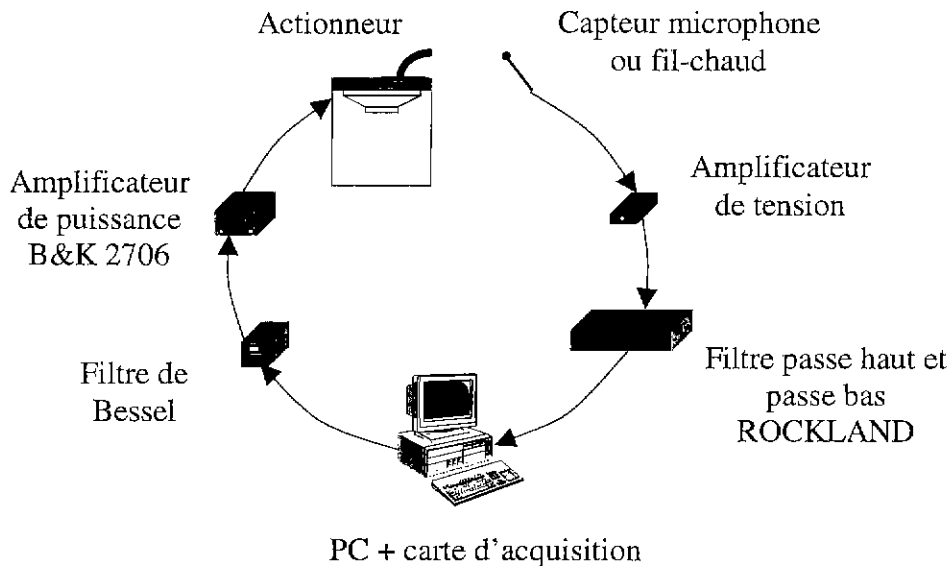 Actionneur
Capteur microphone
ou fil-chaud
Amplificateur
de tension
Amplificateur
de puissance
B&K 2706
Filtre de
Bessel
Filtre passe haut et
passe bas
ROCKLAND
PC + carte d'acquisition